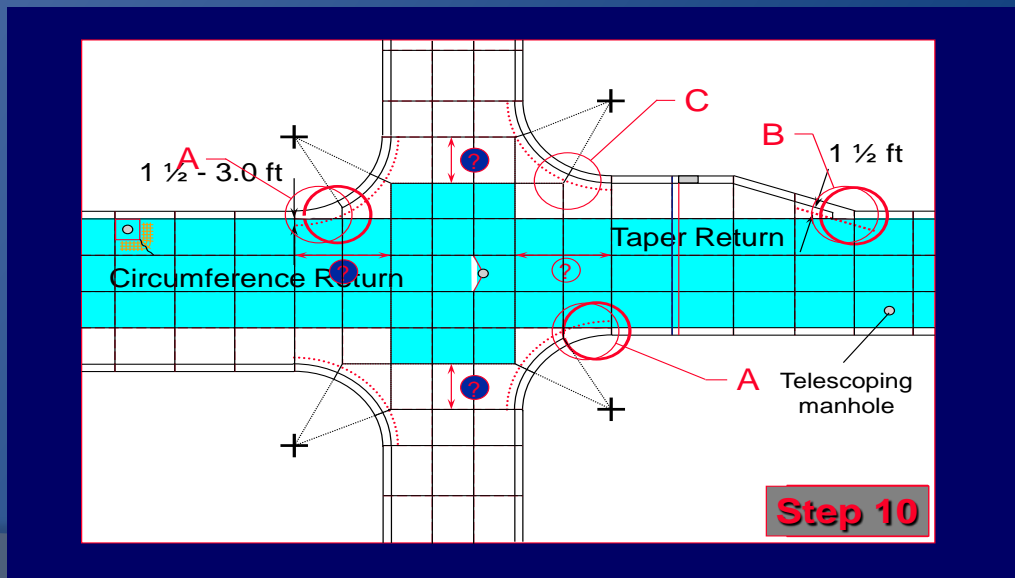 C
B
A
1 ½ ft
1 ½ - 3.0 ft
?
Taper Return
?
?
Circumference Return
A
?
Telescoping
manhole
Step 10